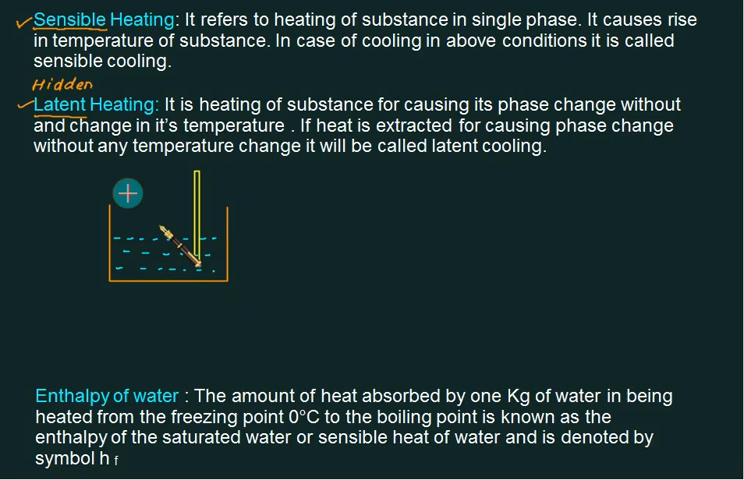 Sensible Heating: It refers to heating of substance in single phase. It causes rise
in temperature of substance. In case of cooling in above conditions it is called
sensible cooling.
Hidden
Latent Heating: It is heating of substance for causing its phase change without
and change in it's temperature . If heat is extracted for causing phase change
without any temperature change it will be called latent cooling.
Enthalpy of water : The amount of heat absorbed by one Kg of water in being
heated from the freezing point 0°C to the boiling point is known as the
enthalpy of the saturated water or sensible heat of water and is denoted by
symbol h f